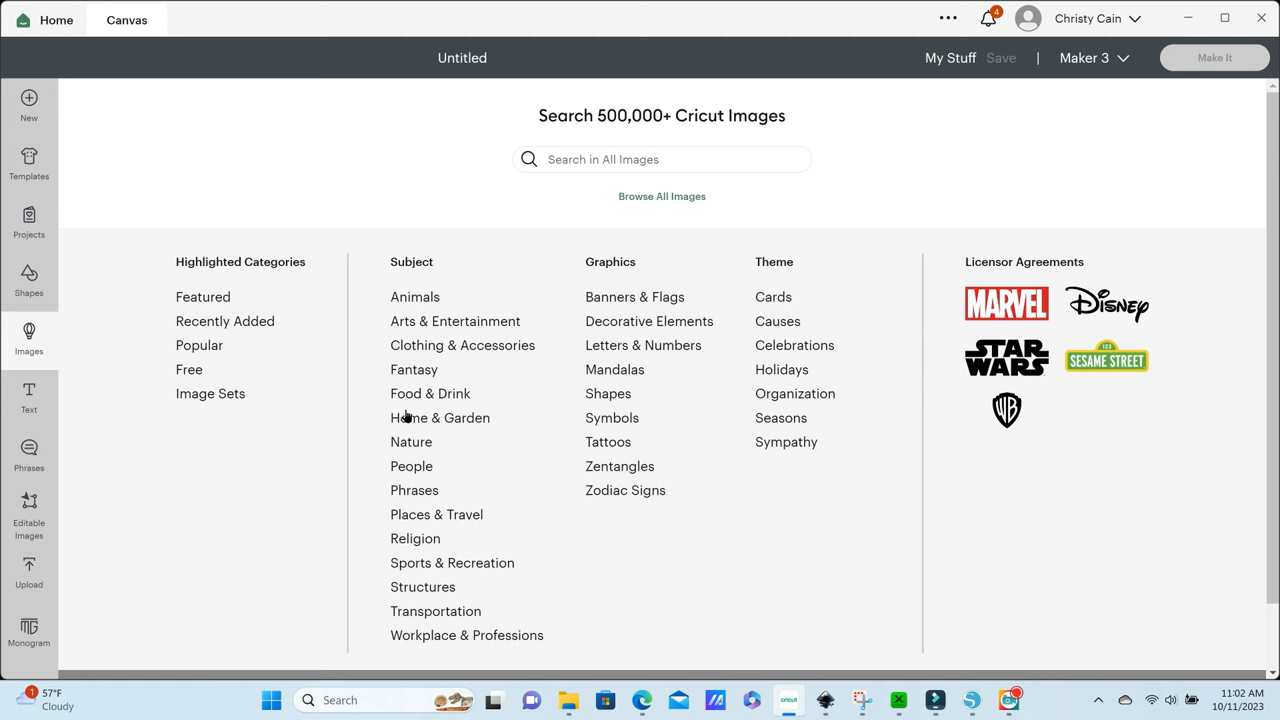 Home
Canvas
4
Christy Cain
Untitled
My Stuff
Save
|
Maker 3
Make It
New
Templates
Projects
Shapes
Images
Text
Phrases
Editable
Images
Upload
Monogram
Search 500,000+ Cricut Images
Search in All Images
Browse All Images
Highlighted Categories
Featured
Recently Added
Popular
Free
Image Sets
Subject
Animals
Arts & Entertainment
Clothing & Accessories
Fantasy
Food & Drink
Home & Garden
Nature
People
Phrases
Places & Travel
Religion
Sports & Recreation
Structures
Transportation
Workplace & Professions
Graphics
Banners & Flags
Decorative Elements
Letters & Numbers
Mandalas
Shapes
Symbols
Tattoos
Zentangles
Zodiac Signs
Theme
Cards
Causes
Celebrations
Holidays
Organization
Seasons
Sympathy
Licensor Agreements
MARVEL
Disney
STAR
WARS
123
SESAME STREET
WB
1
57°F
Cloudy
Search
cricut
11:02 AM
10/11/2023